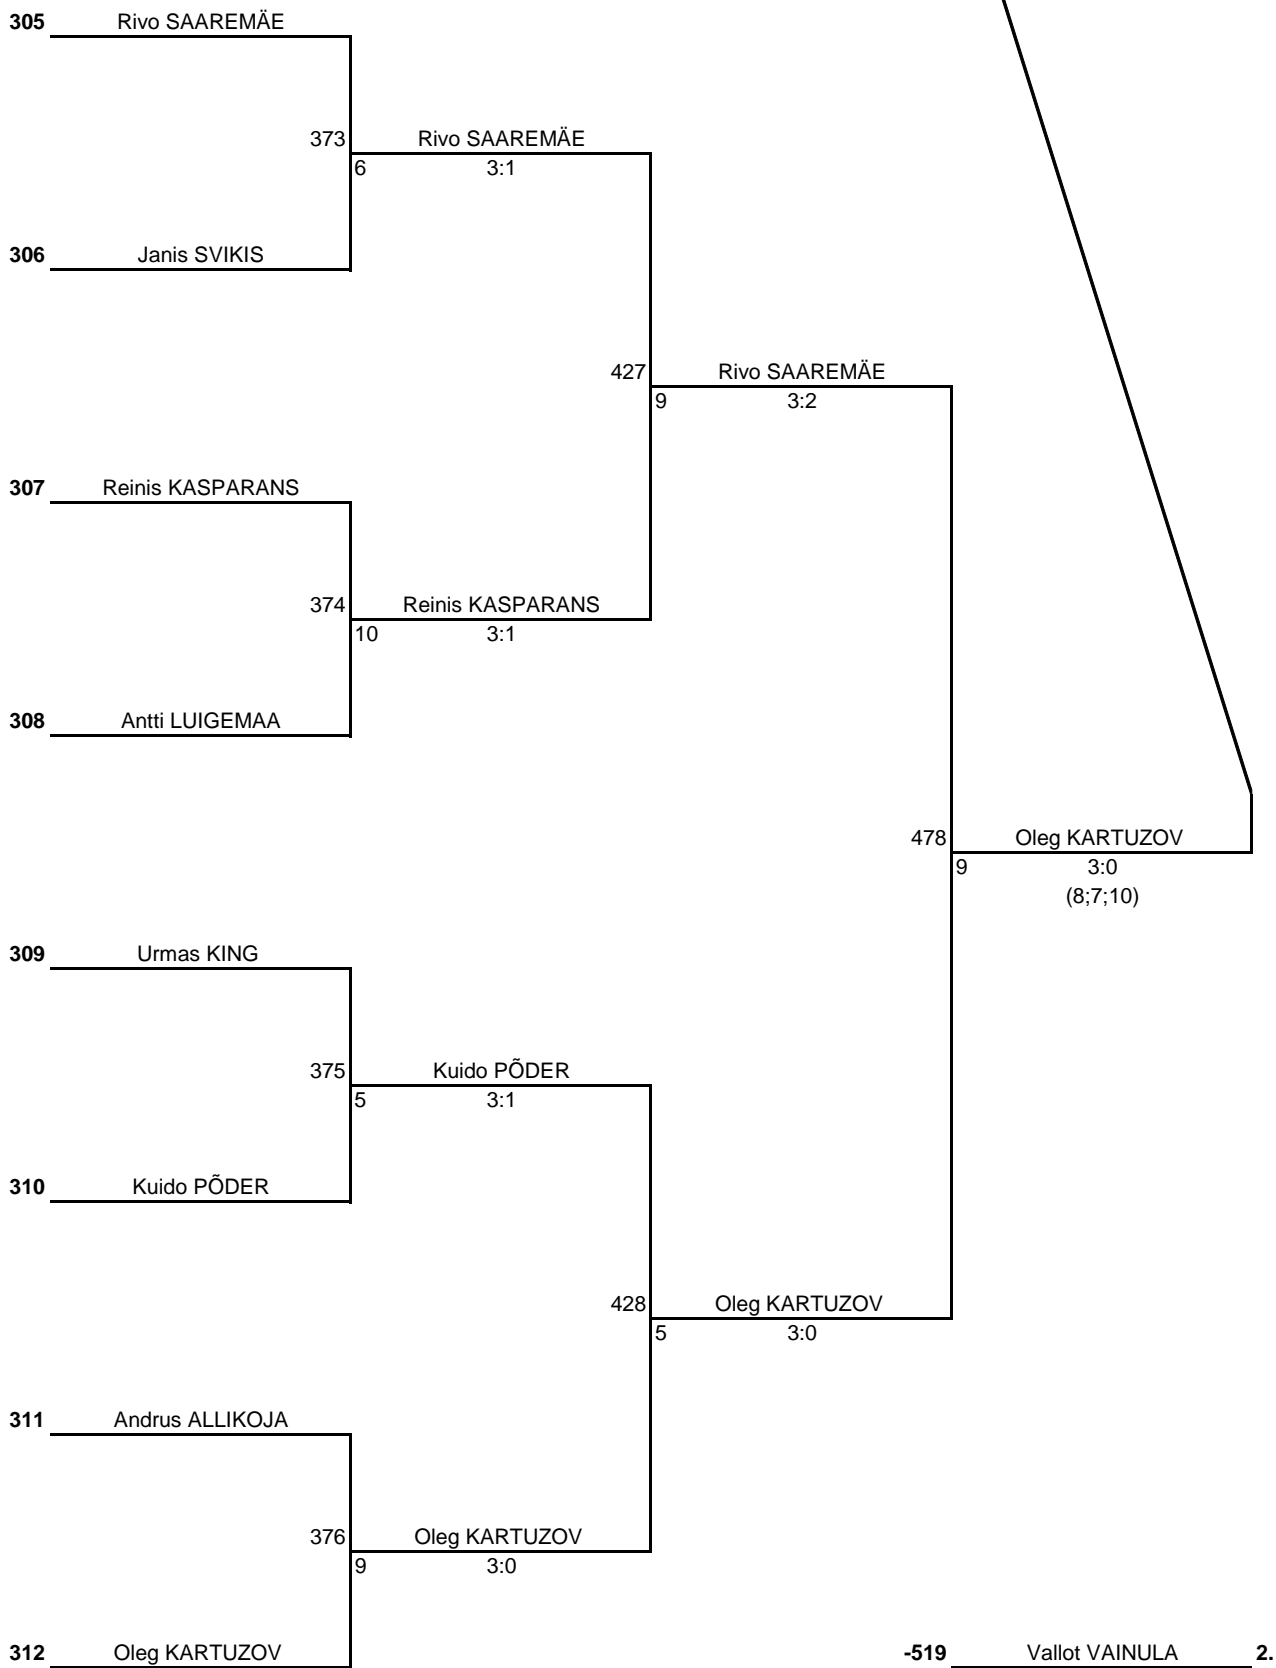 305 Rivo SAAREMÄE
373 Rivo SAAREMÄE
6 3:1
306 Janis SVIKIS
427 Rivo SAAREMÄE
9 3:2
307 Reinis KASPARANS
374 Reinis KASPARANS
10 3:1
308 Antti LUIGEMAA
478 Oleg KARTUZOV
9 3:0
(8;7;10)
309 Urmas KING
375 Kuido PÕDER
5 3:1
310 Kuido PÕDER
428 Oleg KARTUZOV
5 3:0
311 Andrus ALLIKOJA
376 Oleg KARTUZOV
9 3:0
312 Oleg KARTUZOV
-519 Vallot VAINULA 2.